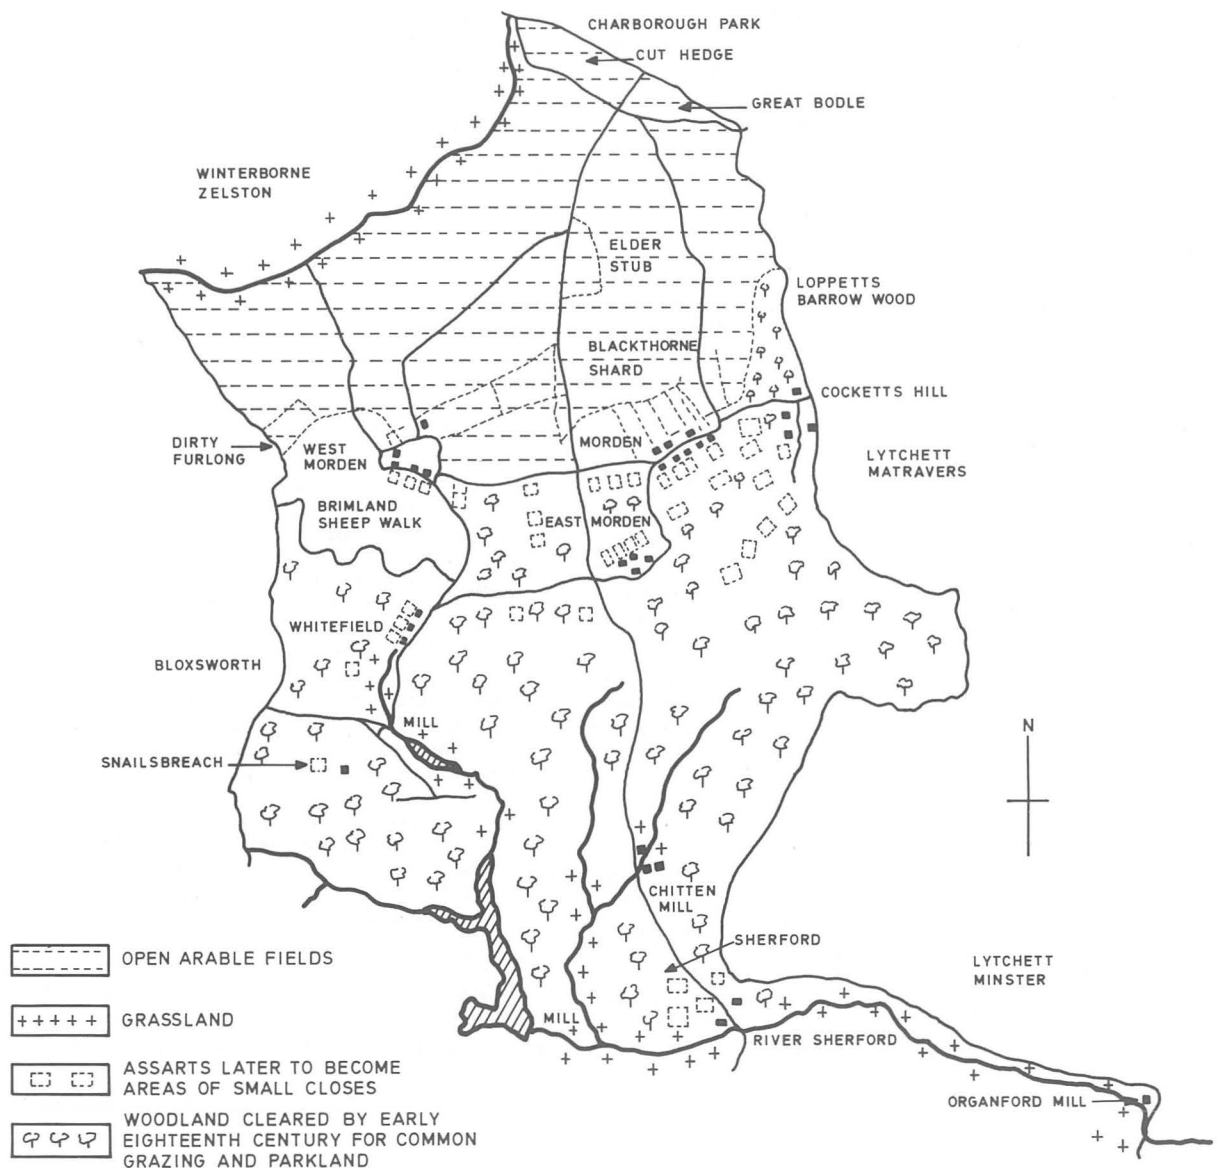 CHARBOROUGH PARK
CUT HEDGE
GREAT BODLE
WINTERBORNE
ZELSTON
ELDER
STUB
LOPPETTS
BARROW WOOD
BLACKTHORNE
SHARD
COCKETTS HILL
DIRTY
FURLONG
WEST
MORDEN
MORDEN
LYTCHETT
MATRAVERS
BRIMLAND
SHEEP WALK
EAST MORDEN
WHITEFIELD
BLOXSWORTH
MILL
N
SNAILSBREACH
CHITTEN
MILL
SHERFORD
LYTCHETT
MINSTER
MILL
RIVER SHERFORD
ORGANFORD MILL
OPEN ARABLE FIELDS
GRASSLAND
ASSARTS LATER TO BECOME
AREAS OF SMALL CLOSES
WOODLAND CLEARED BY EARLY
EIGHTEENTH CENTURY FOR COMMON
GRAZING AND PARKLAND